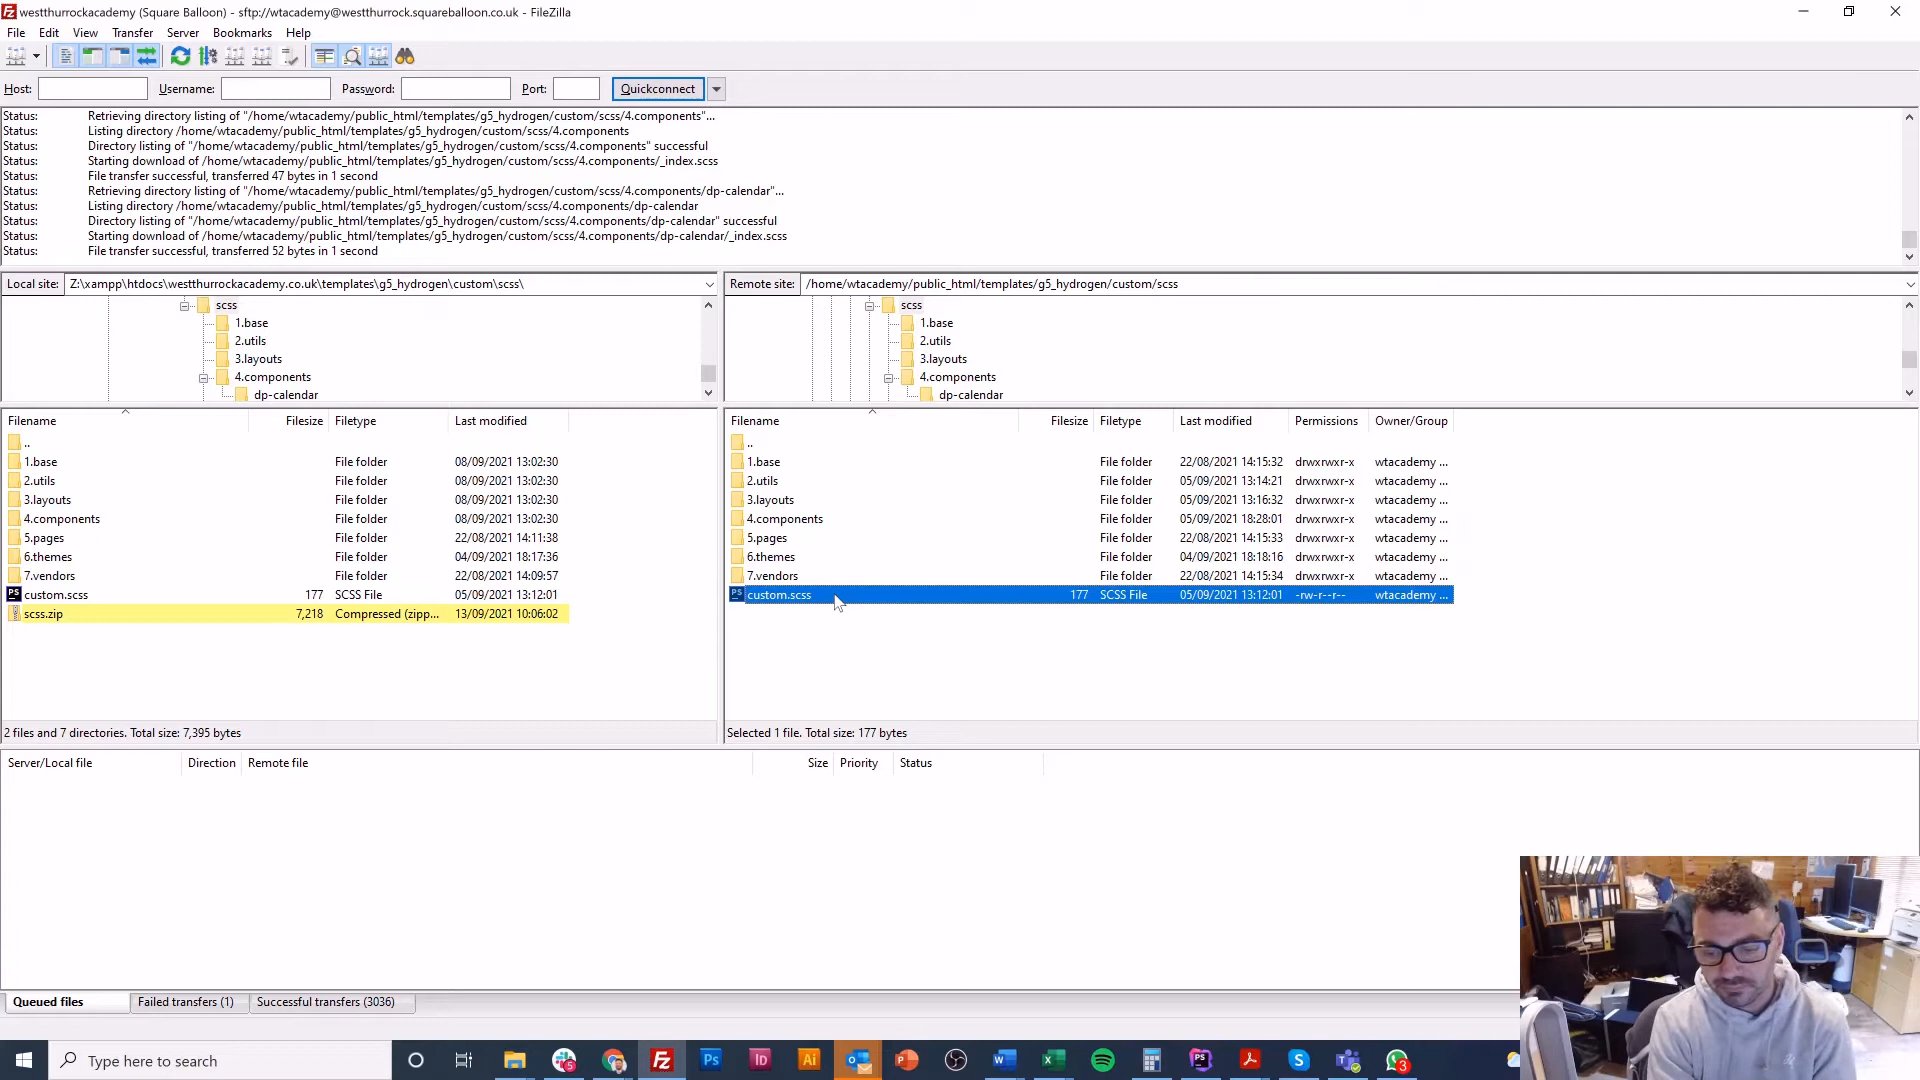 westthurrockacademy (Square Balloon) - sftp://wtacademy@westthurrock.squareballoon.co.uk - FileZilla
File Edit View Transfer Server Bookmarks Help
Host: Username: Password: Port: Quickconnect
Status: Retrieving directory listing of "/home/wtacademy/public_html/templates/g5_hydrogen/custom/scss/4.components"...
Status: Listing directory /home/wtacademy/public_html/templates/g5_hydrogen/custom/scss/4.components
Status: Directory listing of "/home/wtacademy/public_html/templates/g5_hydrogen/custom/scss/4.components" successful
Status: Starting download of /home/wtacademy/public_html/templates/g5_hydrogen/custom/scss/4.components/_index.scss
Status: File transfer successful, transferred 47 bytes in 1 second
Status: Retrieving directory listing of "/home/wtacademy/public_html/templates/g5_hydrogen/custom/scss/4.components/dp-calendar"...
Status: Listing directory /home/wtacademy/public_html/templates/g5_hydrogen/custom/scss/4.components/dp-calendar
Status: Directory listing of "/home/wtacademy/public_html/templates/g5_hydrogen/custom/scss/4.components/dp-calendar" successful
Status: Starting download of /home/wtacademy/public_html/templates/g5_hydrogen/custom/scss/4.components/dp-calendar/_index.scss
Status: File transfer successful, transferred 52 bytes in 1 second
Local site: Z:\xampp\htdocs\westthurrockacademy.co.uk\templates\g5_hydrogen\custom\scss\
scss
1.base
2.utils
3.layouts
4.components
dp-calendar
Filename Filesize Filetype Last modified
..
1.base File folder 08/09/2021 13:02:30
2.utils File folder 08/09/2021 13:02:30
3.layouts File folder 08/09/2021 13:02:30
4.components File folder 08/09/2021 13:02:30
5.pages File folder 22/08/2021 14:11:38
6.themes File folder 04/09/2021 18:17:36
7.vendors File folder 22/08/2021 14:09:57
custom.scss 177 SCSS File 05/09/2021 13:12:01
scss.zip 7,218 Compressed (zipp... 13/09/2021 10:06:02
2 files and 7 directories. Total size: 7,395 bytes
Remote site: /home/wtacademy/public_html/templates/g5_hydrogen/custom/scss
scss
1.base
2.utils
3.layouts
4.components
dp-calendar
Filename Filesize Filetype Last modified Permissions Owner/Group
..
1.base File folder 22/08/2021 14:15:32 drwxrwxr-x wtacademy ...
2.utils File folder 05/09/2021 13:14:21 drwxrwxr-x wtacademy ...
3.layouts File folder 05/09/2021 13:16:32 drwxrwxr-x wtacademy ...
4.components File folder 05/09/2021 18:28:01 drwxrwxr-x wtacademy ...
5.pages File folder 22/08/2021 14:15:33 drwxrwxr-x wtacademy ...
6.themes File folder 04/09/2021 18:18:16 drwxrwxr-x wtacademy ...
7.vendors File folder 22/08/2021 14:15:34 drwxrwxr-x wtacademy ...
custom.scss 177 SCSS File 05/09/2021 13:12:01 -rw-r--r-- wtacademy ...
Selected 1 file. Total size: 177 bytes
Server/Local file Direction Remote file Size Priority Status
Queued files Failed transfers (1) Successful transfers (3036)
Type here to search